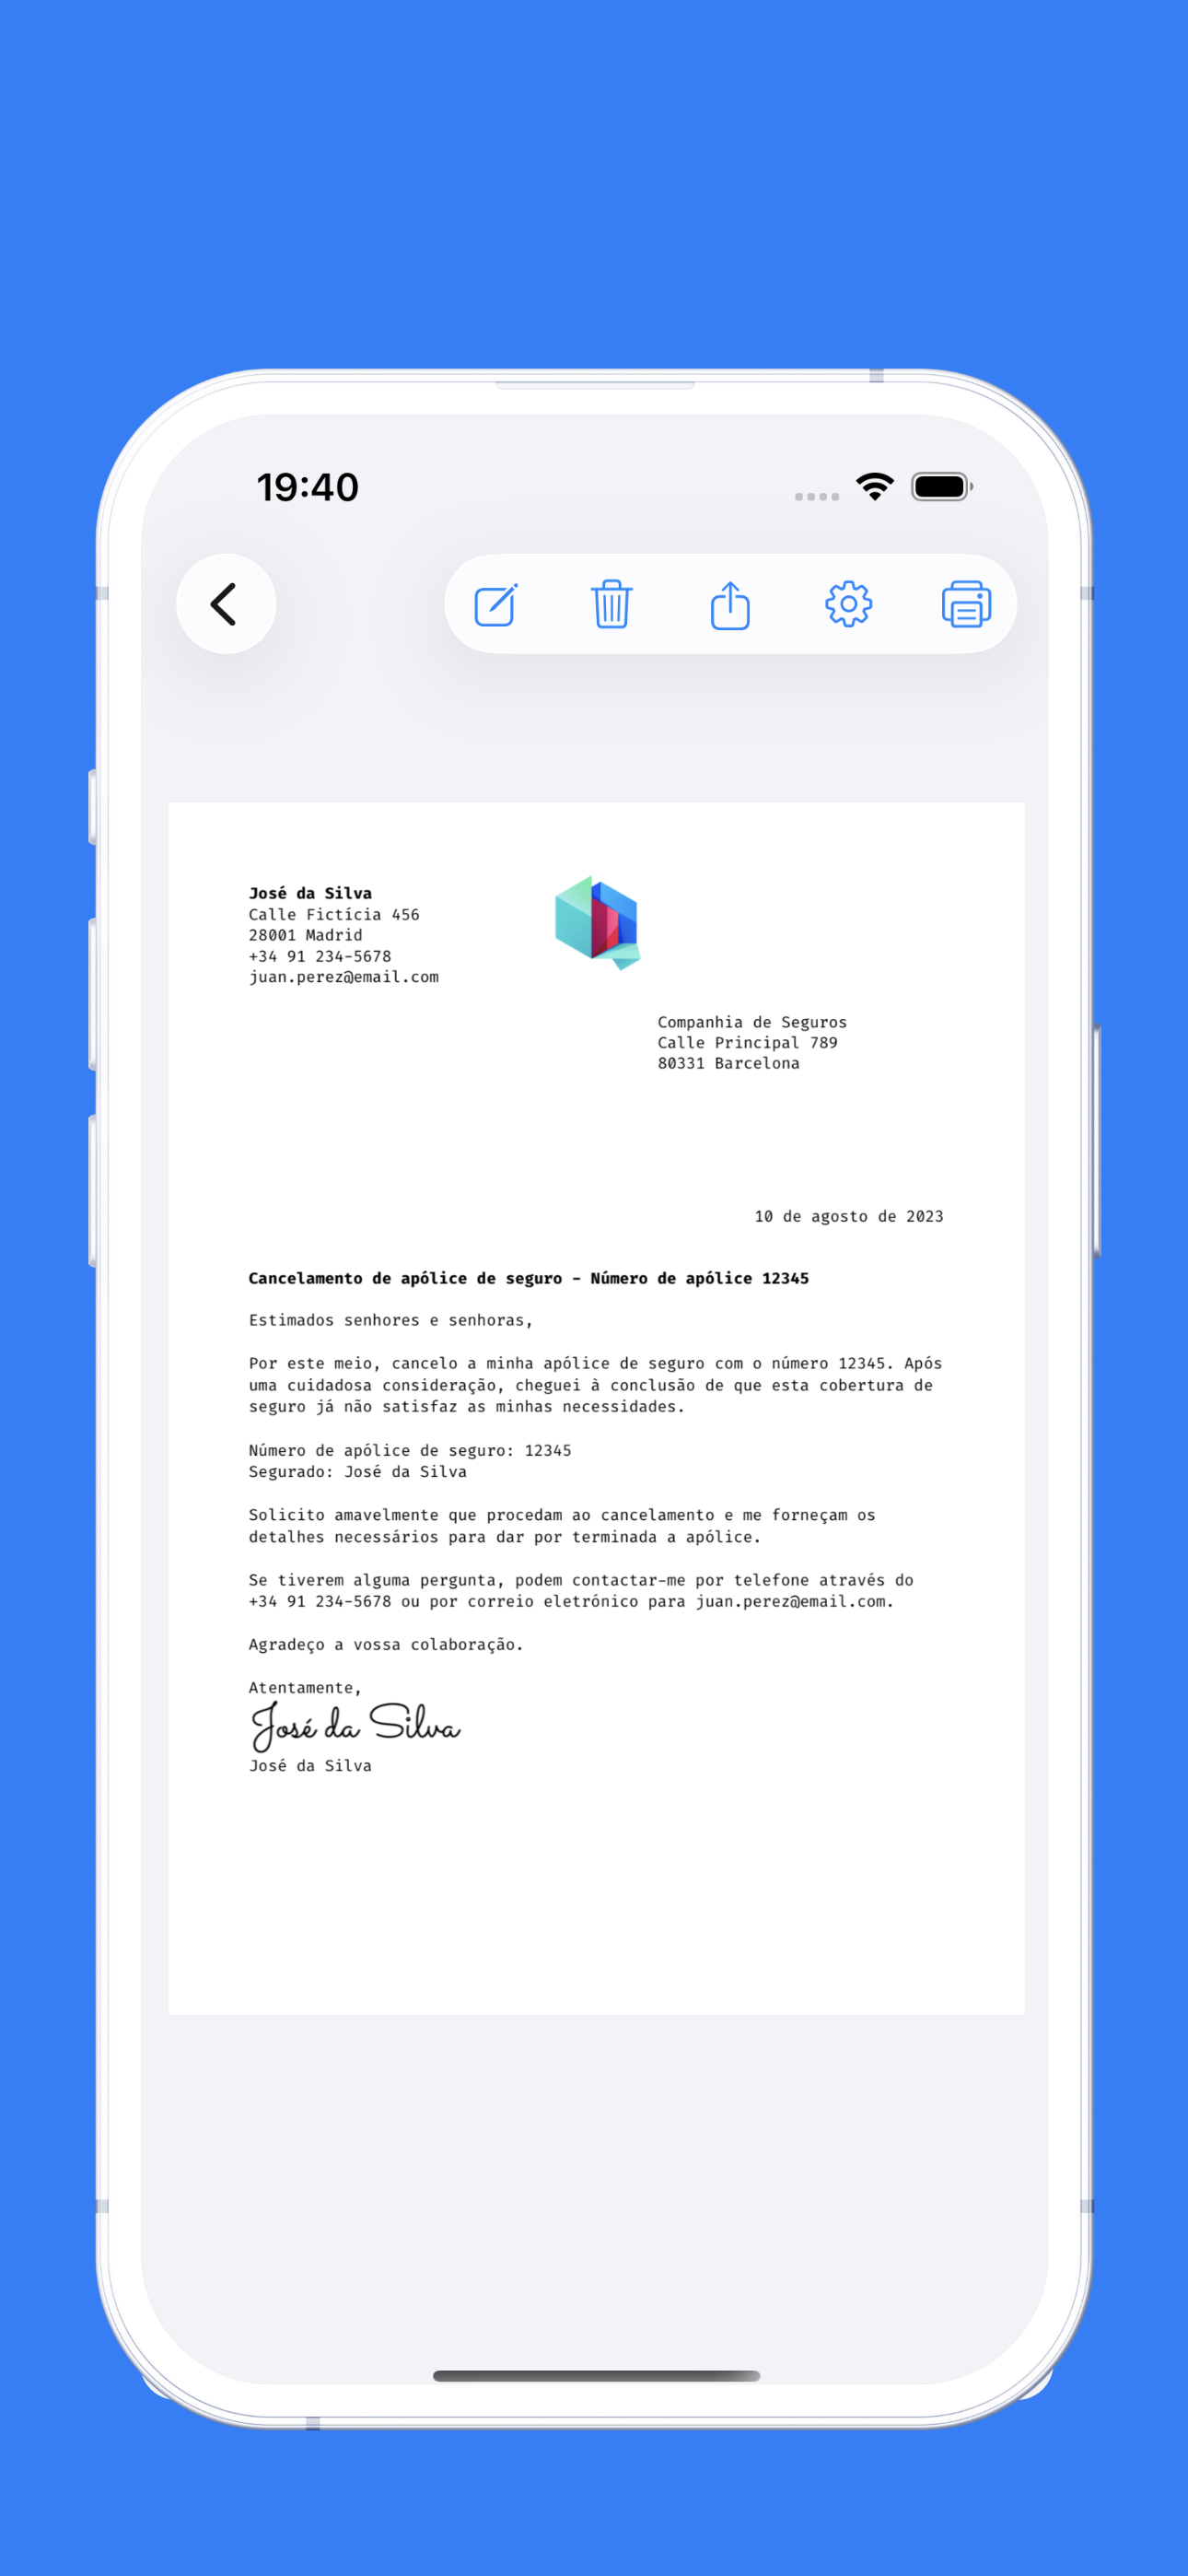 19:40
José da Silva
Calle Fictícia 456
28001 Madrid
+34 91 234-5678
juan.perez@email.com
Companhia de Seguros
Calle Principal 789
80331 Barcelona
10 de agosto de 2023
Cancelamento de apólice de seguro - Número de apólice 12345
Estimados senhores e senhoras,
Por este meio, cancelo a minha apólice de seguro com o número 12345. Após
uma cuidadosa consideração, cheguei à conclusão de que esta cobertura de
seguro já não satisfaz as minhas necessidades.
Número de apólice de seguro: 12345
Segurado: José da Silva
Solicito amavelmente que procedam ao cancelamento e me forneçam os
detalhes necessários para dar por terminada a apólice.
Se tiverem alguma pergunta, podem contactar-me por telefone através do
+34 91 234-5678 ou por correio eletrónico para juan.perez@email.com.
Agradeço a vossa colaboração.
Atentamente,
José da Silva
José da Silva